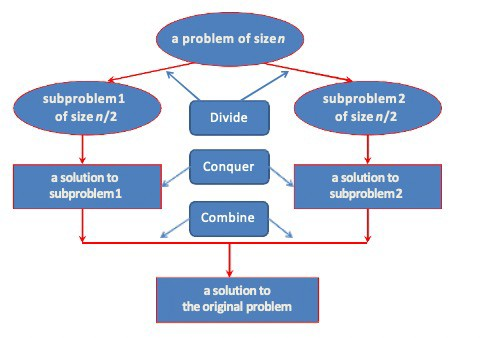 a problem of size n
subproblem 1
of size n/2
subproblem 2
of size n/2
Divide
Conquer
a solution to
subproblem 1
a solution to
subproblem 2
Combine
a solution to
the original problem